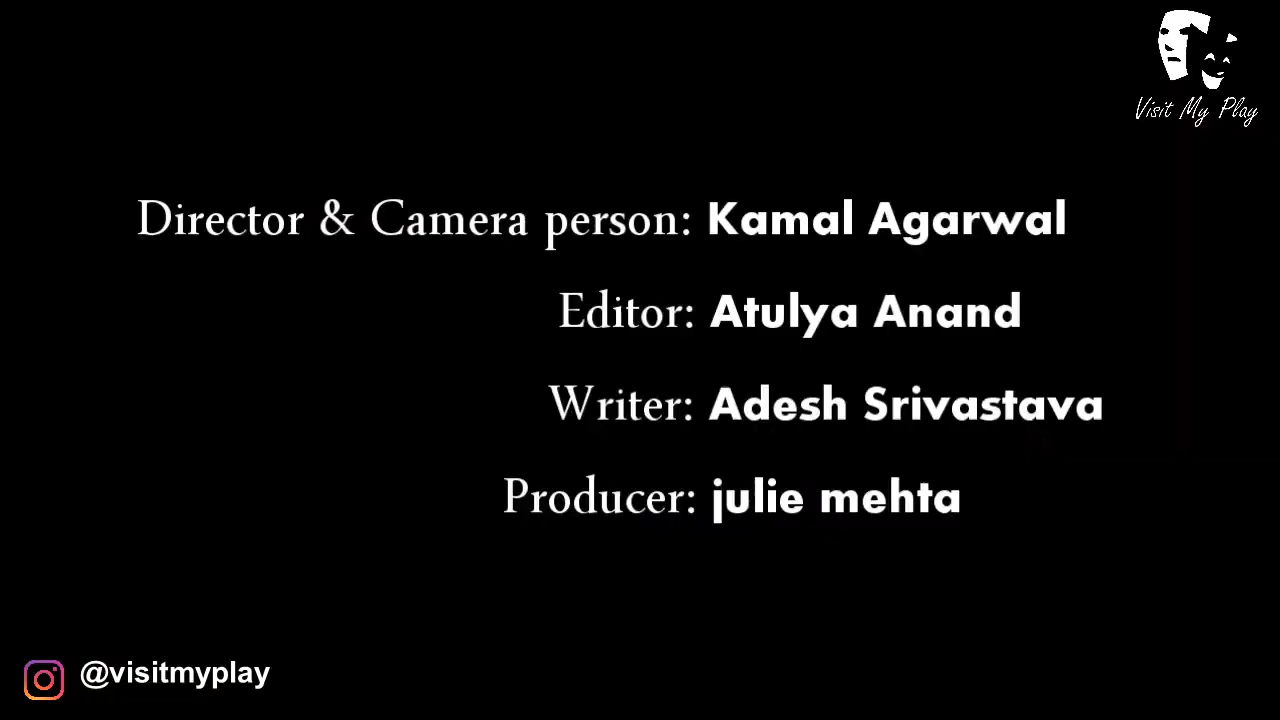 Visit My Play
Director & Camera person: Kamal Agarwal
Editor: Atulya Anand
Writer: Adesh Srivastava
Producer: julie mehta
@visitmyplay